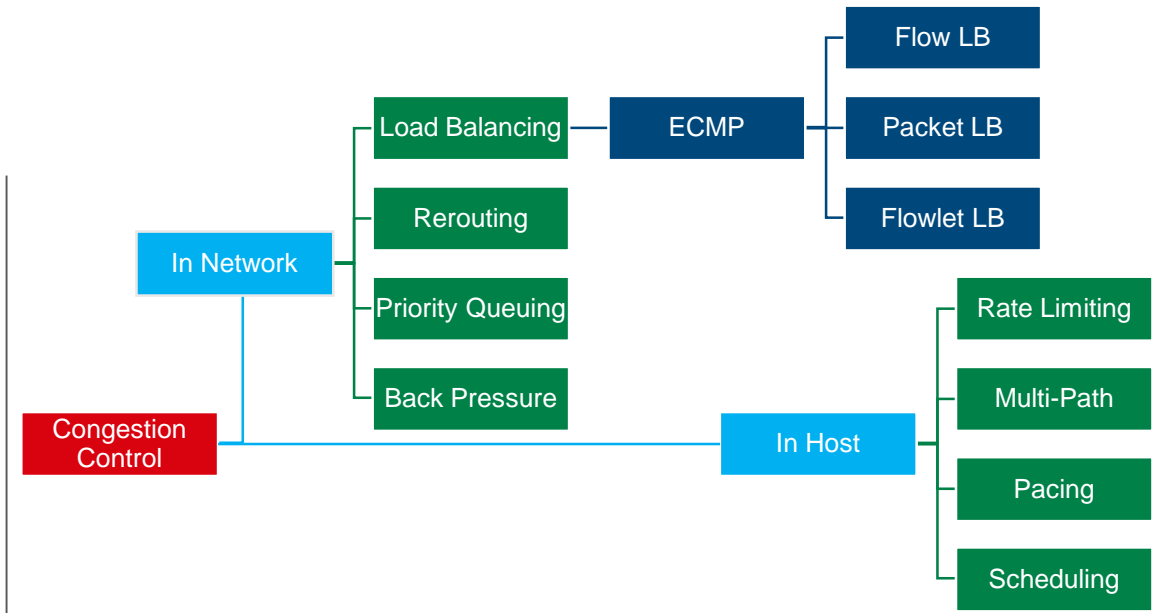 Flow LB
Load Balancing
ECMP
Packet LB
Rerouting
Flowlet LB
In Network
Priority Queuing
Rate Limiting
Back Pressure
Multi-Path
Congestion
Control
In Host
Pacing
Scheduling